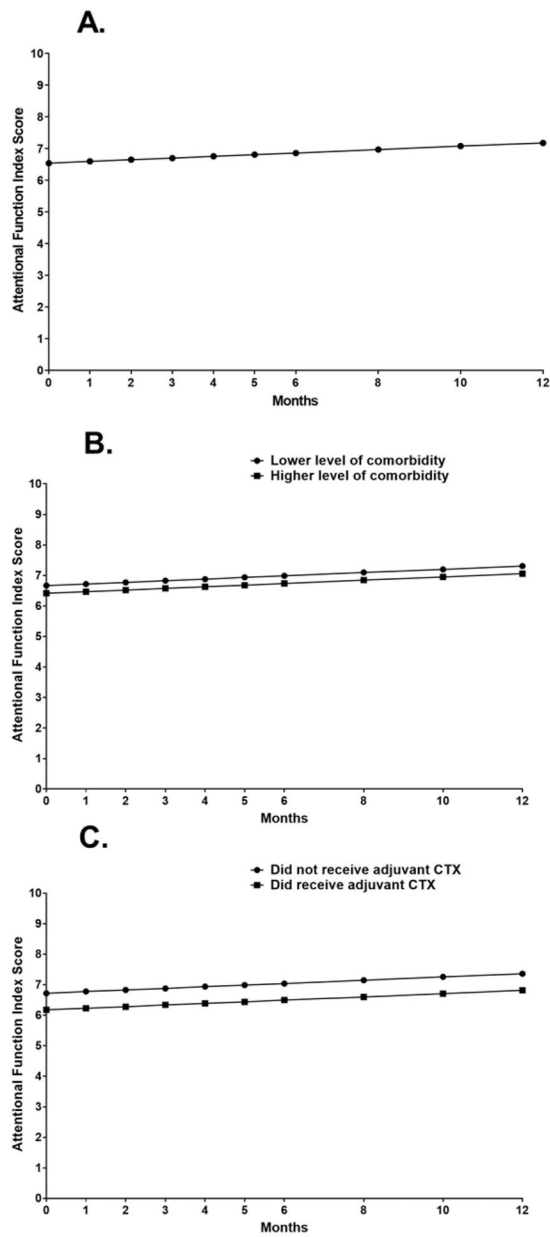 A.
Attentional Function Index Score
10
9
8
7
6
5
4
3
2
1
0
0 1 2 3 4 5 6 8 10 12
Months
B.
Lower level of comorbidity
Higher level of comorbidity
Attentional Function Index Score
10
9
8
7
6
5
4
3
2
1
0
0 1 2 3 4 5 6 8 10 12
Months
C.
Did not receive adjuvant CTX
Did receive adjuvant CTX
Attentional Function Index Score
10
9
8
7
6
5
4
3
2
1
0
0 1 2 3 4 5 6 8 10 12
Months